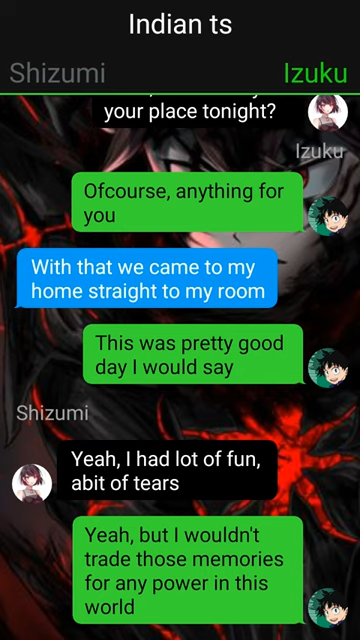 Indian ts
Shizumi
Izuku
your place tonight?
Izuku
Ofcourse, anything for
you
With that we came to my
home straight to my room
This was pretty good
day I would say
Shizumi
Yeah, I had lot of fun,
abit of tears
Yeah, but I wouldn't
trade those memories
for any power in this
world